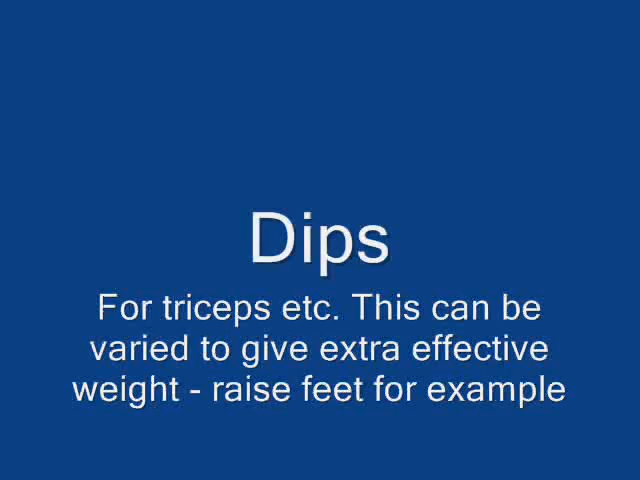 Dips
For triceps etc. This can be
varied to give extra effective
weight - raise feet for example